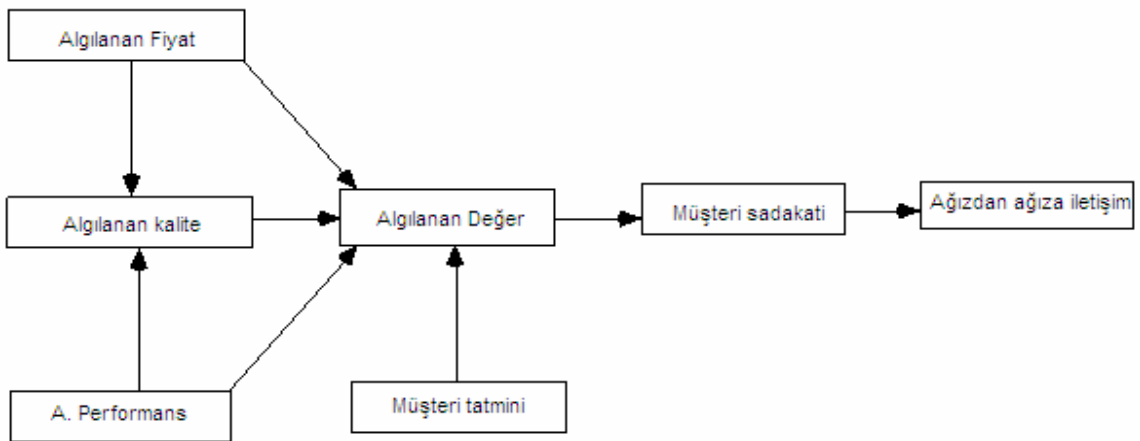 Algılanan Fiyat
Algılanan kalite
Algılanan Değer
Müşteri sadakati
Ağızdan ağıza iletişim
A. Performans
Müşteri tatmini